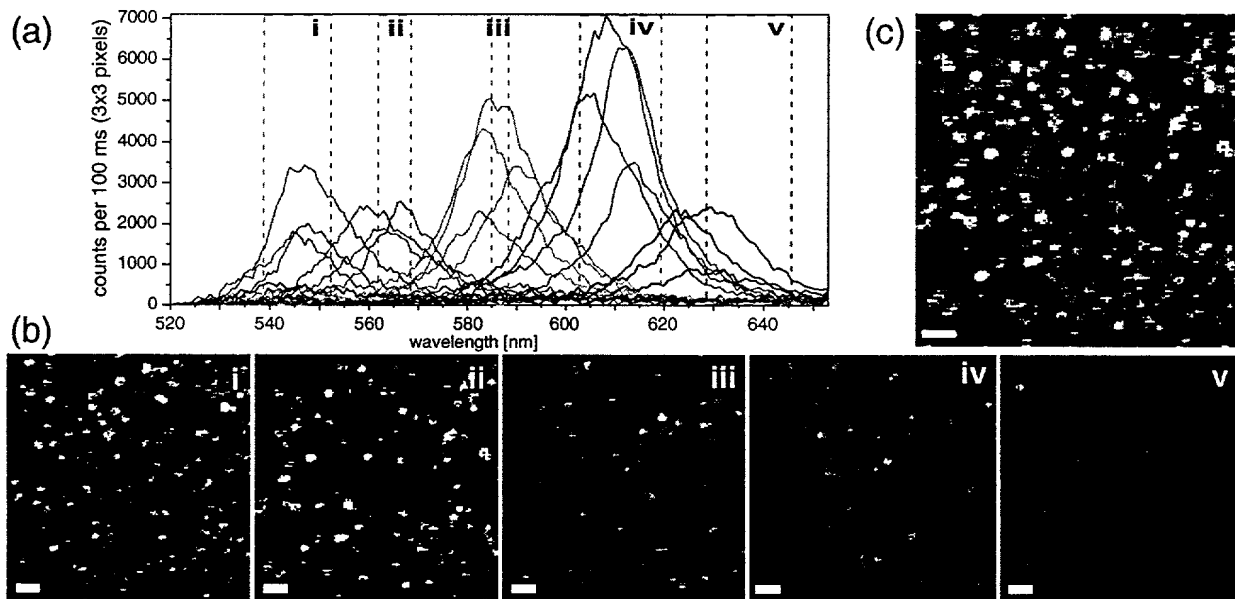 (a)
i ii iii iv v
7000
6000
5000
4000
3000
2000
1000
0
counts per 100 ms (3x3 pixels)
520 540 560 580 600 620 640
wavelength [nm]
(c)
(b)
i
ii
iii
iv
v